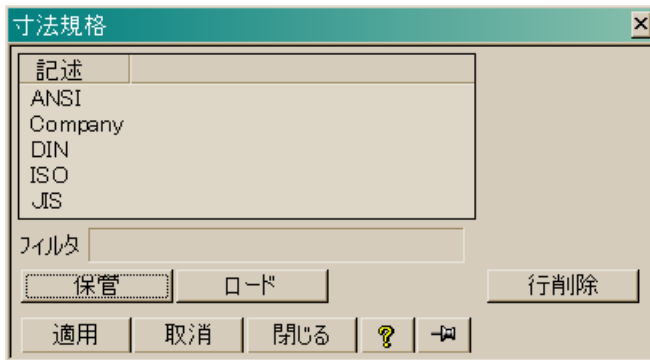 寸法規格
記述
ANSI
Company
DIN
ISO
JIS
フィルタ
保管 ロード 行削除
適用 取消 閉じる ?